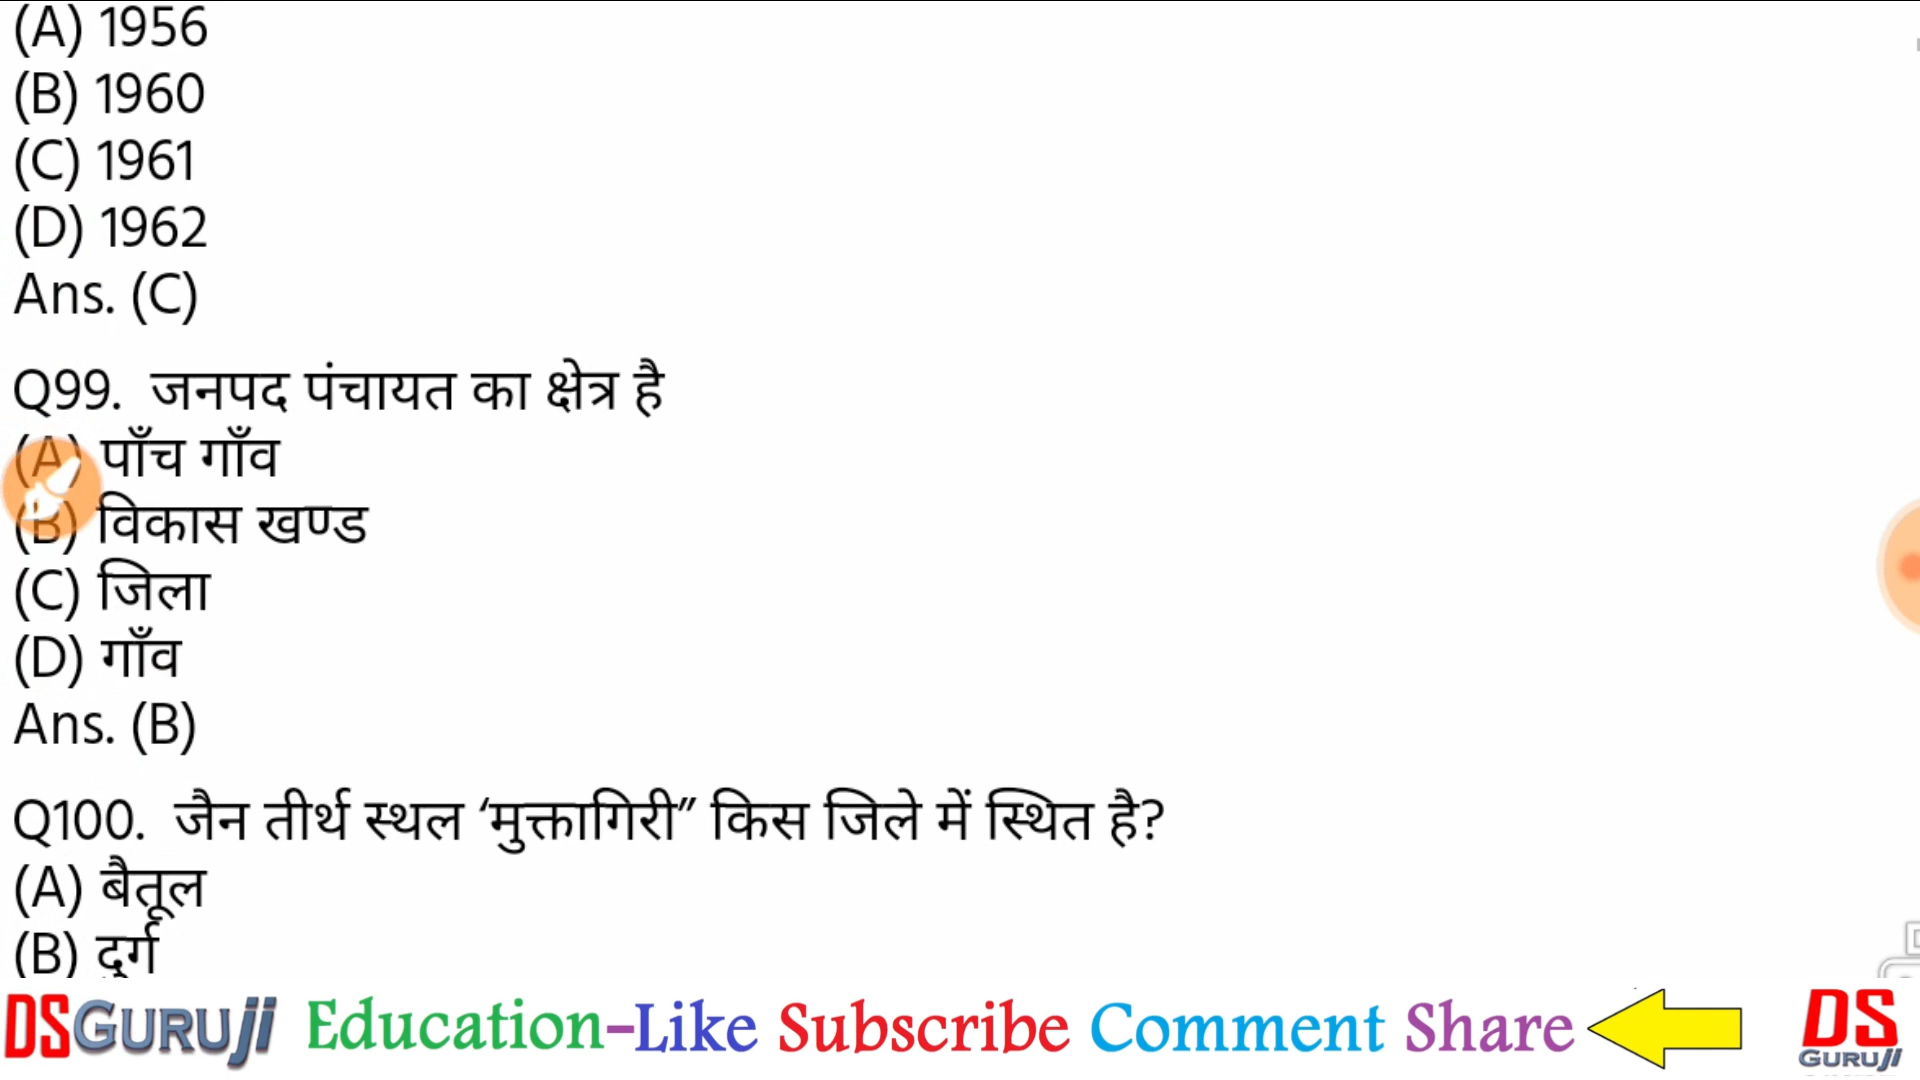 (A) 1956
(B) 1960
(C) 1961
(D) 1962
Ans. (C)
Q99. जनपद पंचायत का क्षेत्र है
(A) पाँच गाँव
(B) विकास खण्ड
(C) जिला
(D) गाँव
Ans. (B)
Q100. जैन तीर्थ स्थल ‘मुक्तागिरी” किस जिले में स्थित है?
(A) बैतूल
(B) दुर्ग
DSGURUJI Education-Like Subscribe Comment Share DS
GURUJI